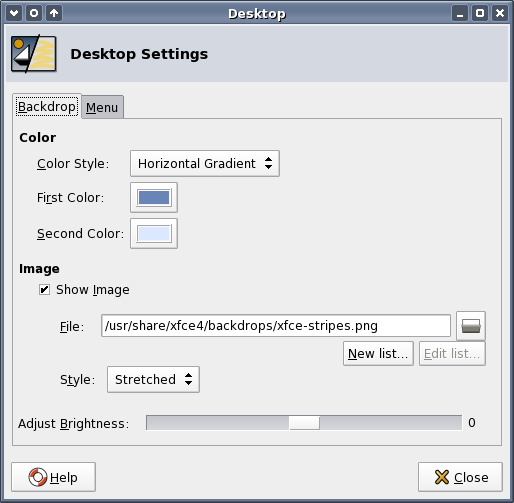 Desktop
Desktop Settings
Backdrop Menu
Color
Color Style: Horizontal Gradient
First Color:
Second Color:
Image
Show Image
File: /usr/share/xfce4/backdrops/xfce-stripes.png
New list... Edit list...
Style: Stretched
Adjust Brightness: 0
Help Close